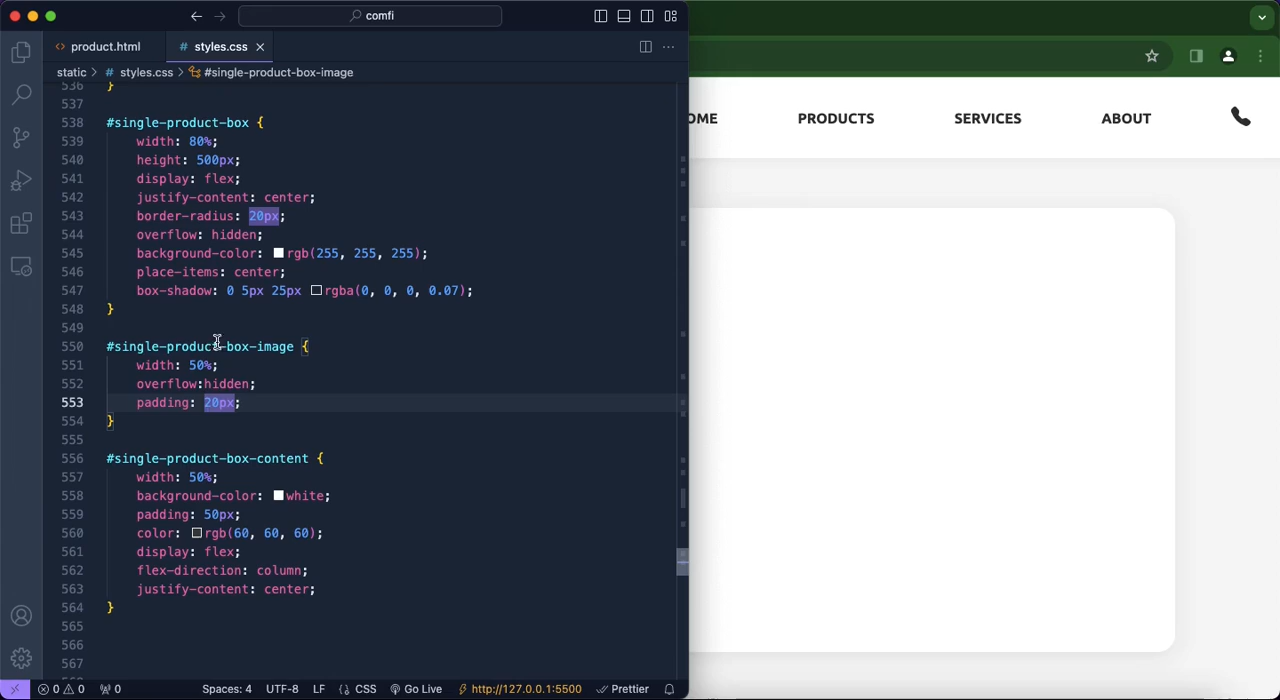 comfi
product.html
# styles.css
static > # styles.css > #single-product-box-image
536 }
537
538 #single-product-box {
539 width: 80%;
540 height: 500px;
541 display: flex;
542 justify-content: center;
543 border-radius: 20px;
544 overflow: hidden;
545 background-color: rgb(255, 255, 255);
546 place-items: center;
547 box-shadow: 0 5px 25px rgba(0, 0, 0, 0.07);
548 }
549
550 #single-product-box-image {
551 width: 50%;
552 overflow:hidden;
553 padding: 20px;
554 }
555
556 #single-product-box-content {
557 width: 50%;
558 background-color: white;
559 padding: 50px;
560 color: rgb(60, 60, 60);
561 display: flex;
562 flex-direction: column;
563 justify-content: center;
564 }
565
566
567
0 0 0 Spaces: 4 UTF-8 LF {} CSS Go Live http://127.0.0.1:5500 Prettier
OME PRODUCTS SERVICES ABOUT